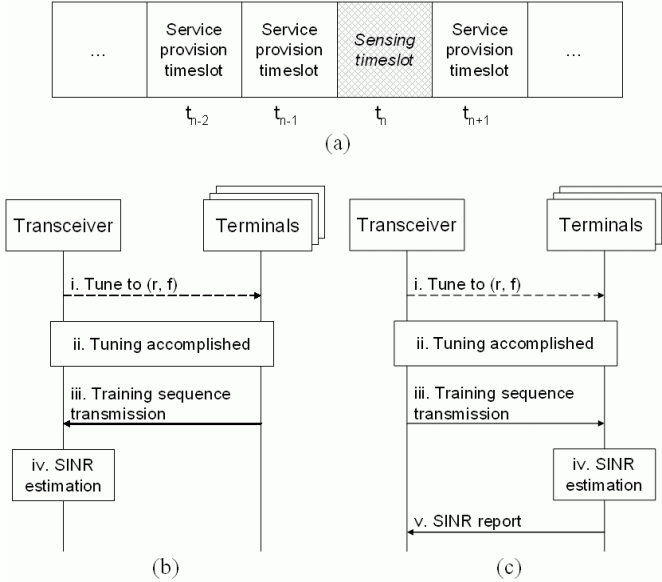 ...
Service
provision
timeslot
Service
provision
timeslot
Sensing
timeslot
Service
provision
timeslot
...
tn-2
tn-1
tn
tn+1
(a)
Transceiver
Terminals
i. Tune to (r, f)
ii. Tuning accomplished
iii. Training sequence
transmission
iv. SINR
estimation
(b)
Transceiver
Terminals
i. Tune to (r, f)
ii. Tuning accomplished
iii. Training sequence
transmission
iv. SINR
estimation
v. SINR report
(c)